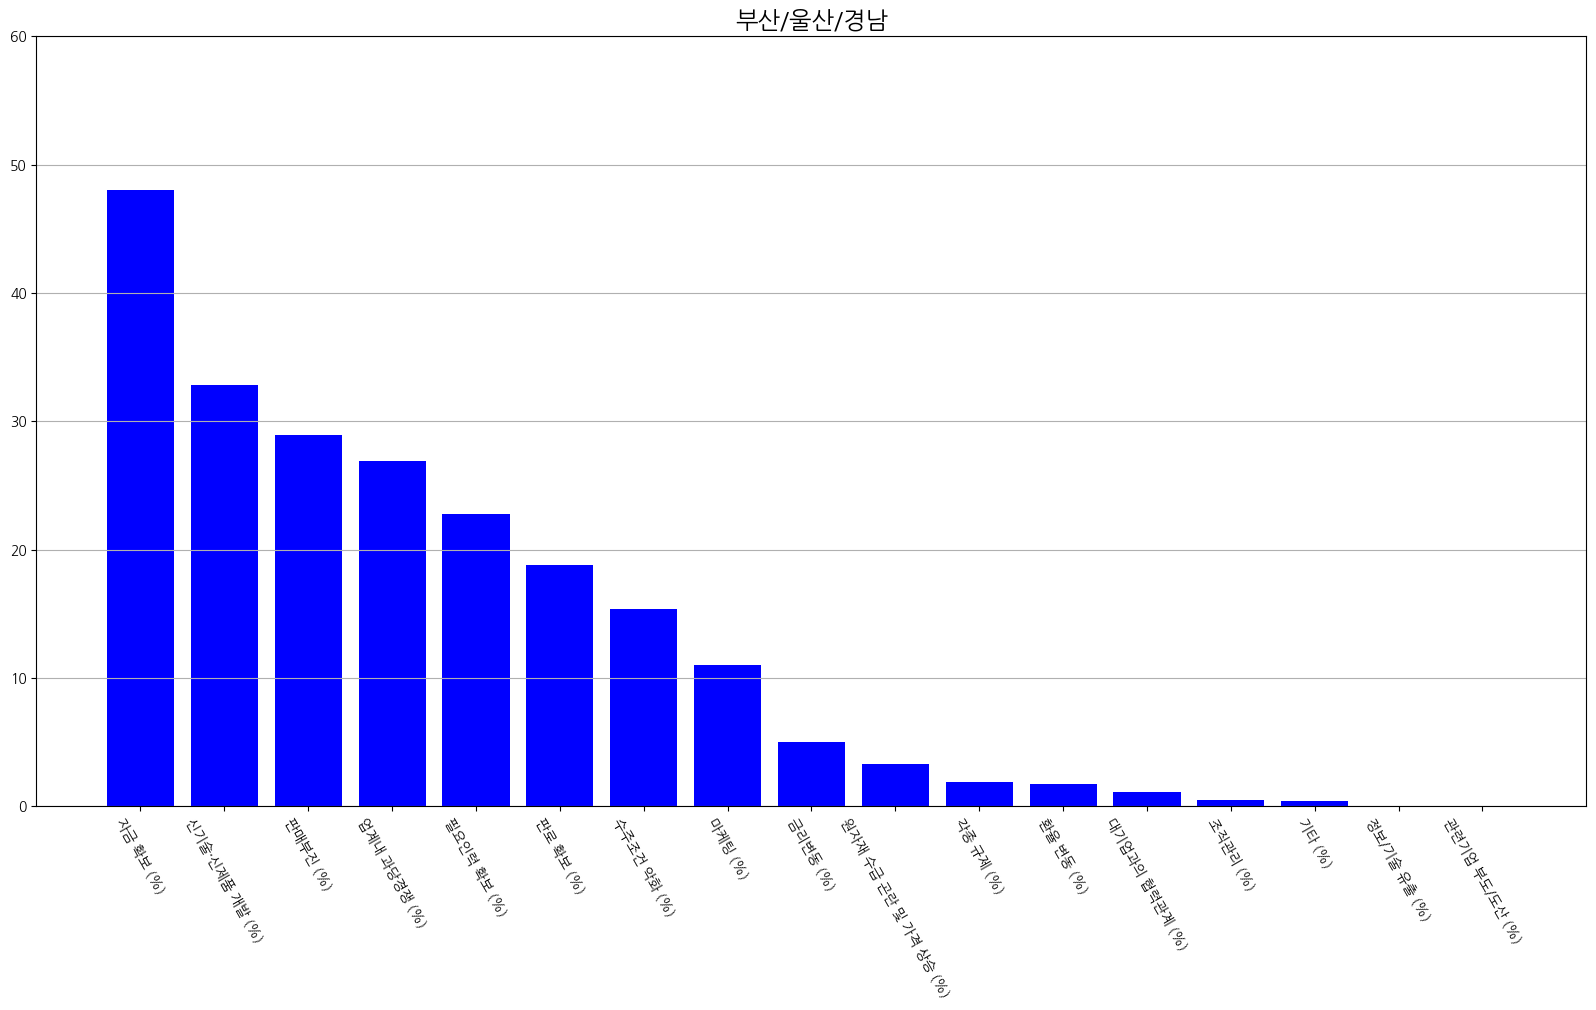 부산/울산/경남
60
50
40
30
20
10
0
자금 확보 (%)
신기술·신제품 개발 (%)
판매부진 (%)
업계내 과당경쟁 (%)
필요인력 확보 (%)
판로 확보 (%)
수주조건 악화 (%)
마케팅 (%)
금리변동 (%)
원자재 수급 곤란 및 가격 상승 (%)
각종 규제 (%)
환율 변동 (%)
대기업과의 협력관계 (%)
조직관리 (%)
기타 (%)
정보/기술 유출 (%)
관련기업 부도/도산 (%)